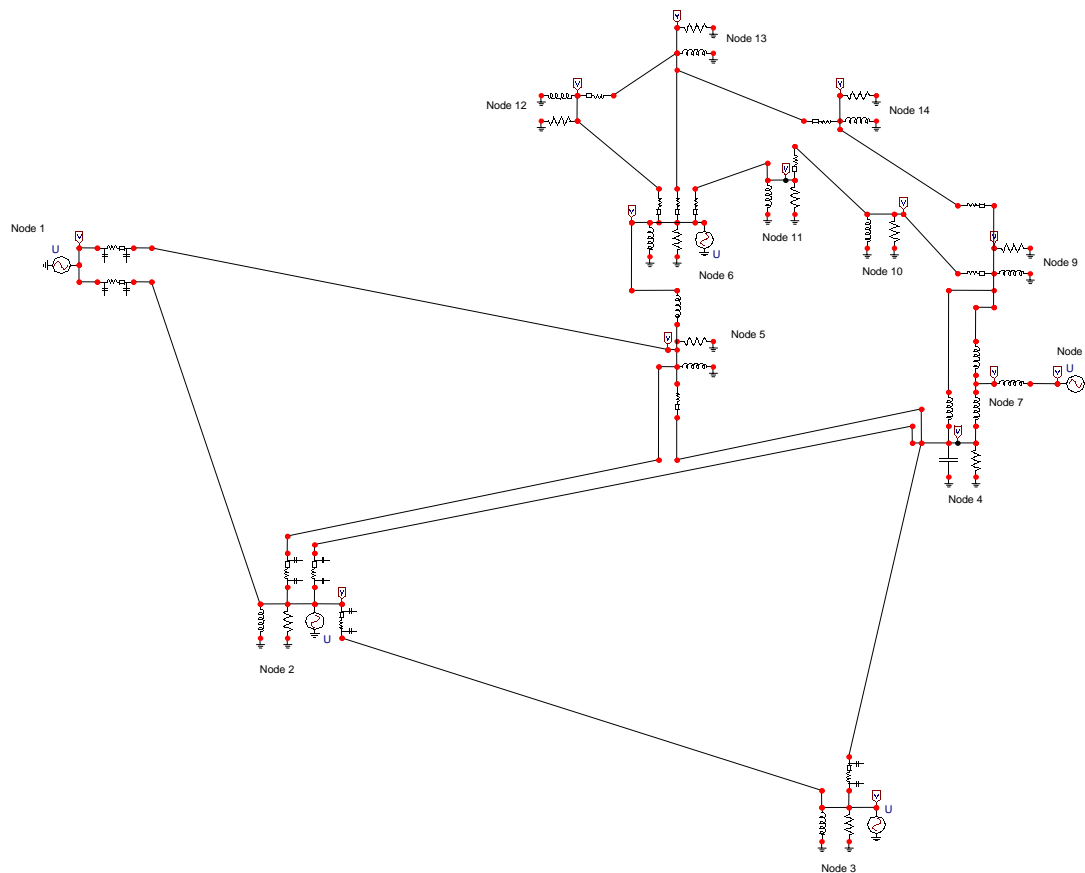 Node 13
Node 12
Node 14
Node 1
U
Node 11
Node 10
Node 9
U
Node 6
Node 5
Node
U
Node 7
Node 4
U
Node 2
U
Node 3